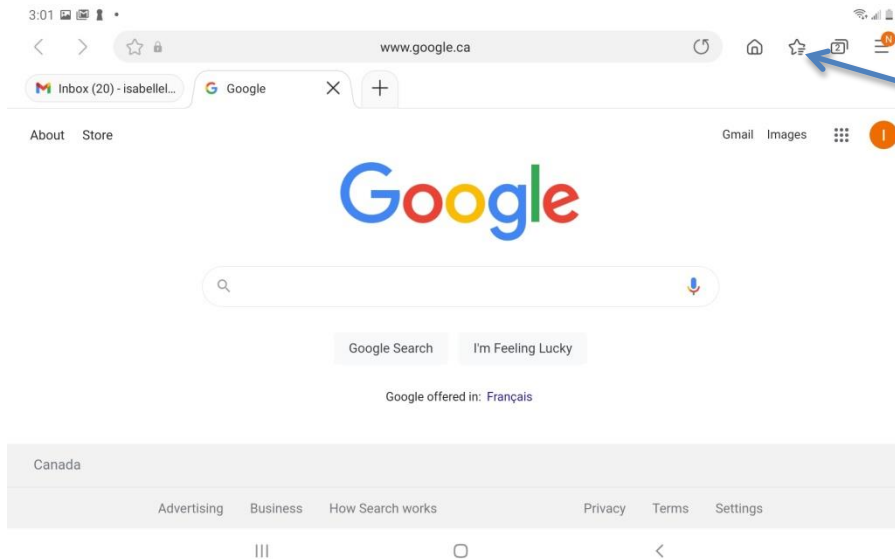 3:01
www.google.ca
2
N
Inbox (20) - isabellel...
G Google
About Store
Gmail Images
I
Google
Google Search I'm Feeling Lucky
Google offered in: Français
Canada
Advertising Business How Search works Privacy Terms Settings